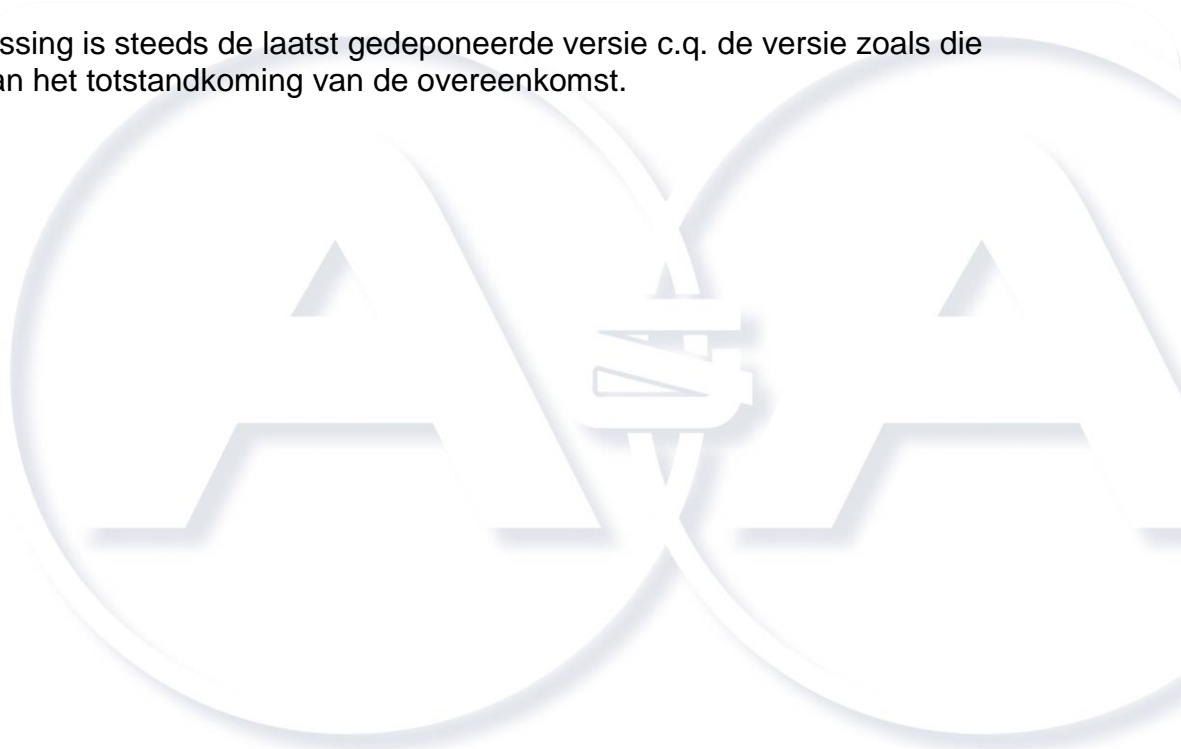 ssing is steeds de laatst gedeponeerde versie c.q. de versie zoals die
an het totstandkoming van de overeenkomst.
A A